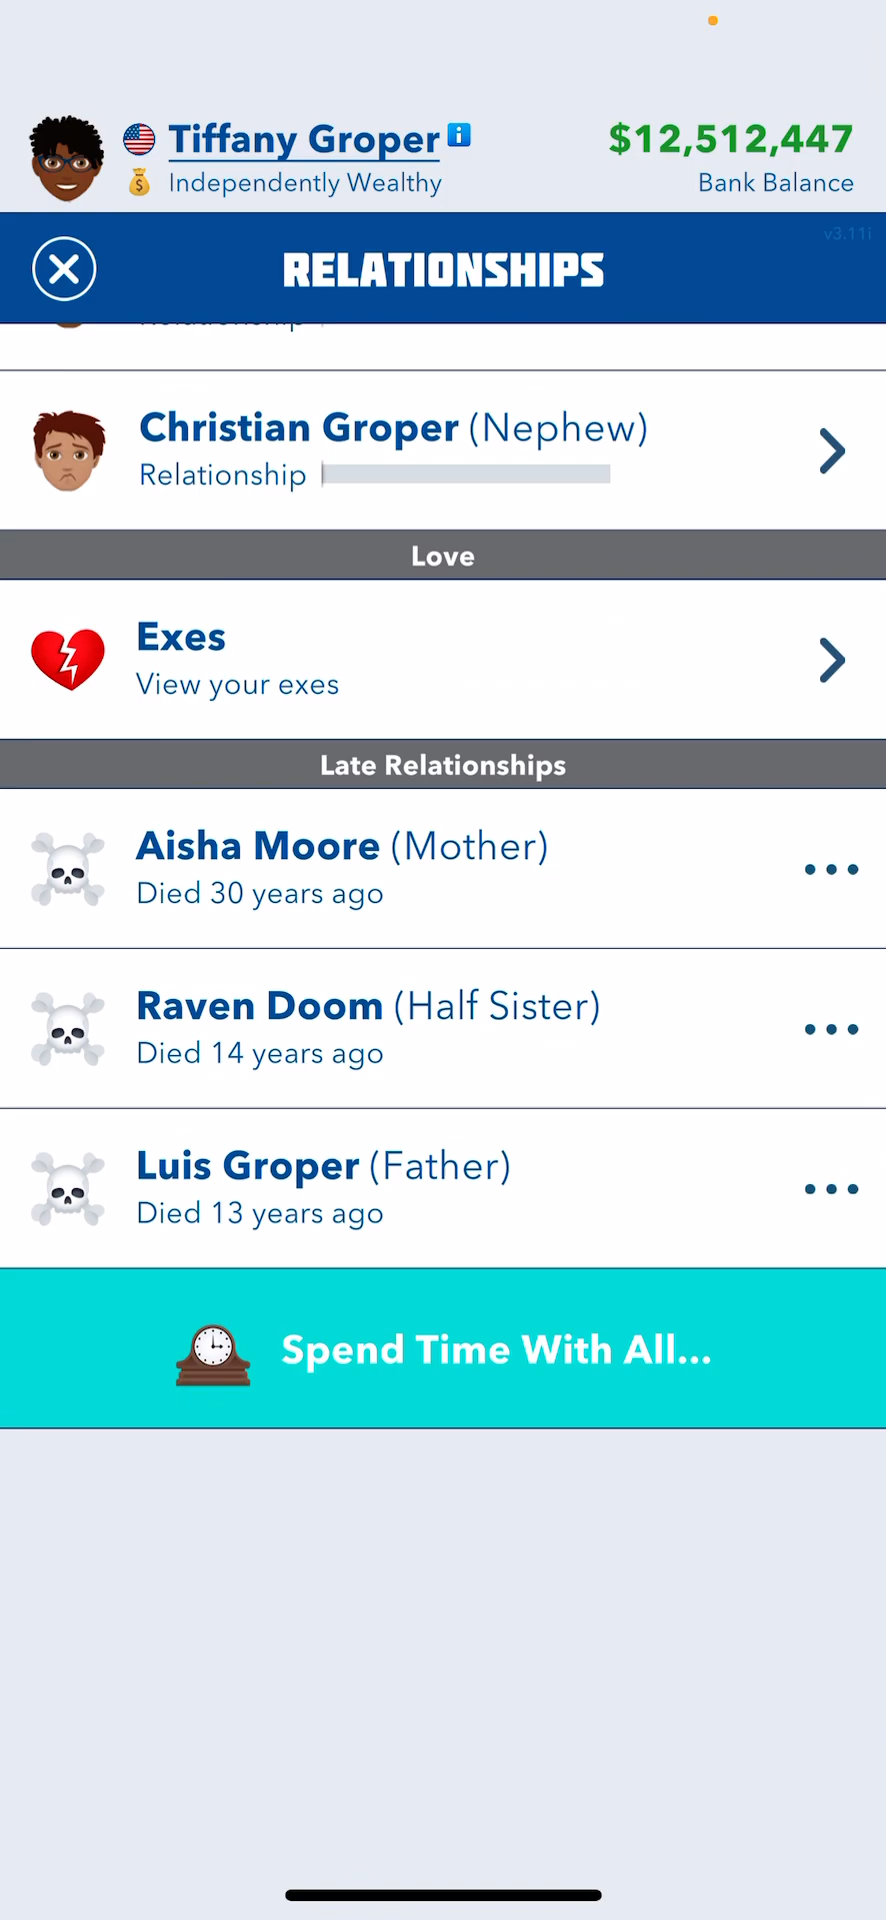 Tiffany Groper
$12,512,447
Independently Wealthy
Bank Balance
v3.11i
RELATIONSHIPS
Christian Groper (Nephew)
Relationship
Love
Exes
View your exes
Late Relationships
Aisha Moore (Mother)
Died 30 years ago
Raven Doom (Half Sister)
Died 14 years ago
Luis Groper (Father)
Died 13 years ago
Spend Time With All...